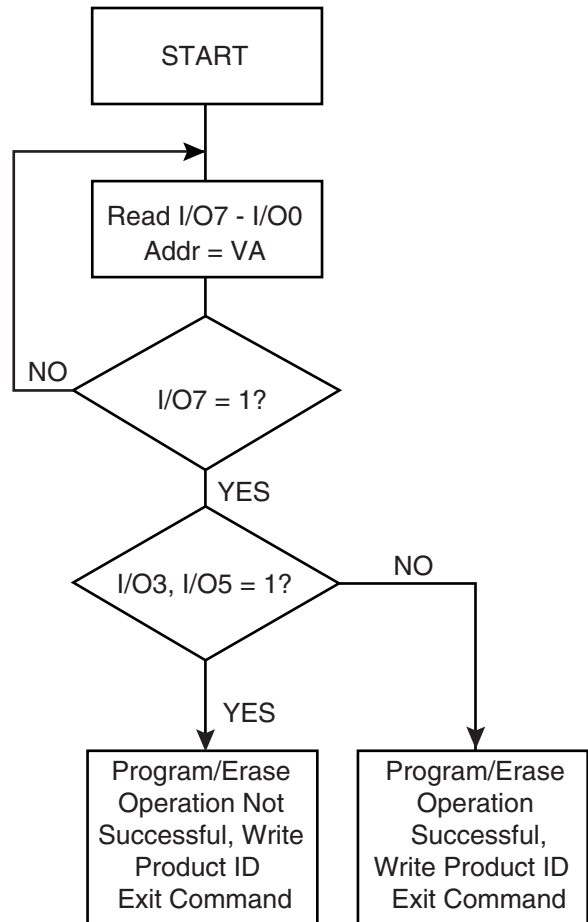 START
Read I/O7 - I/O0
Addr = VA
NO
I/O7 = 1?
YES
I/O3, I/O5 = 1?
NO
YES
Program/Erase
Operation Not
Successful, Write
Product ID
Exit Command
Program/Erase
Operation
Successful,
Write Product ID
Exit Command